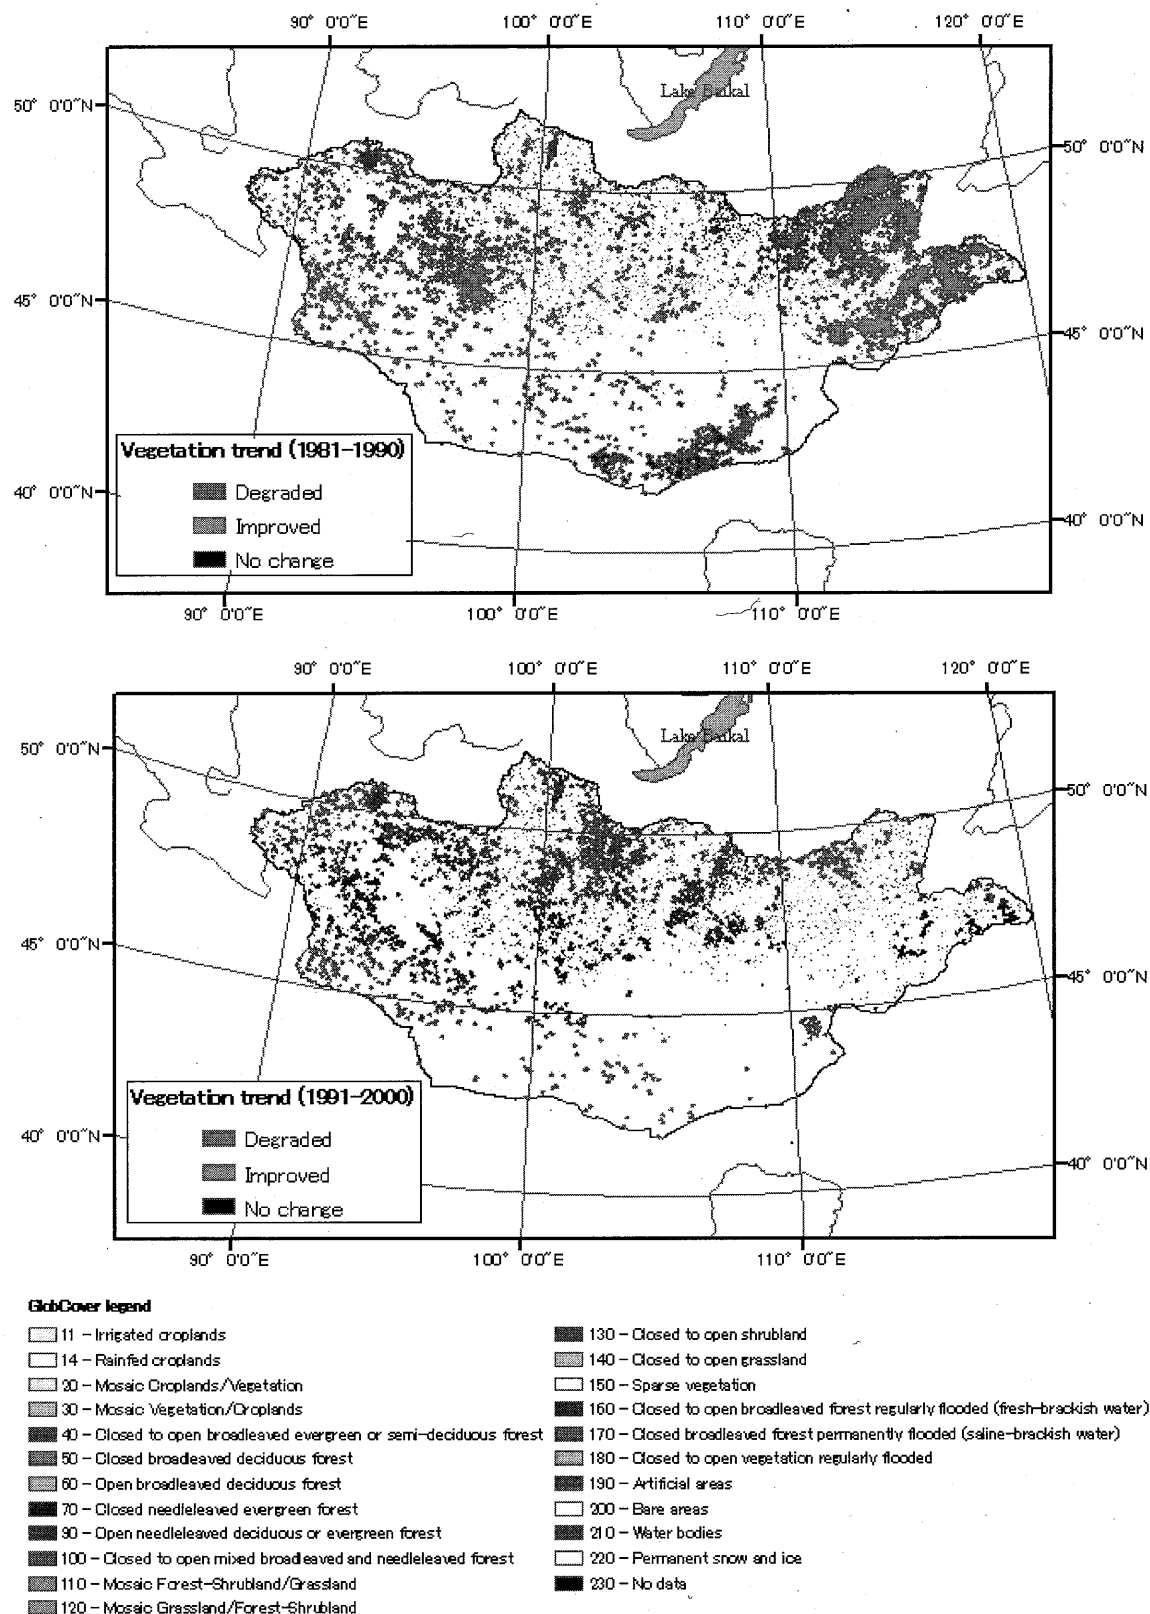 90° 0'0"E 100° 0'0"E 110° 0'0"E 120° 0'0"E
Lake Baikal
50° 0'0"N
50° 0'0"N
45° 0'0"N
45° 0'0"N
Vegetation trend (1981-1990)
Degraded
Improved
No change
40° 0'0"N
40° 0'0"N
90° 0'0"E 100° 0'0"E 110° 0'0"E
90° 0'0"E 100° 0'0"E 110° 0'0"E 120° 0'0"E
Lake Baikal
50° 0'0"N
50° 0'0"N
45° 0'0"N
45° 0'0"N
Vegetation trend (1991-2000)
Degraded
Improved
No change
40° 0'0"N
40° 0'0"N
90° 0'0"E 100° 0'0"E 110° 0'0"E
GlobCover legend
11 - Irrigated croplands
14 - Rainfed croplands
20 - Mosaic Croplands/Vegetation
30 - Mosaic Vegetation/Croplands
40 - Closed to open broadleaved evergreen or semi-deciduous forest
50 - Closed broadleaved deciduous forest
60 - Open broadleaved deciduous forest
70 - Closed needleleaved evergreen forest
90 - Open needleleaved deciduous or evergreen forest
100 - Closed to open mixed broadleaved and needleleaved forest
110 - Mosaic Forest-Shrubland/Grassland
120 - Mosaic Grassland/Forest-Shrubland
130 - Closed to open shrubland
140 - Closed to open grassland
150 - Sparse vegetation
160 - Closed to open broadleaved forest regularly flooded (fresh-brackish water)
170 - Closed broadleaved forest permanently flooded (saline-brackish water)
180 - Closed to open vegetation regularly flooded
190 - Artificial areas
200 - Bare areas
210 - Water bodies
220 - Permanent snow and ice
230 - No data